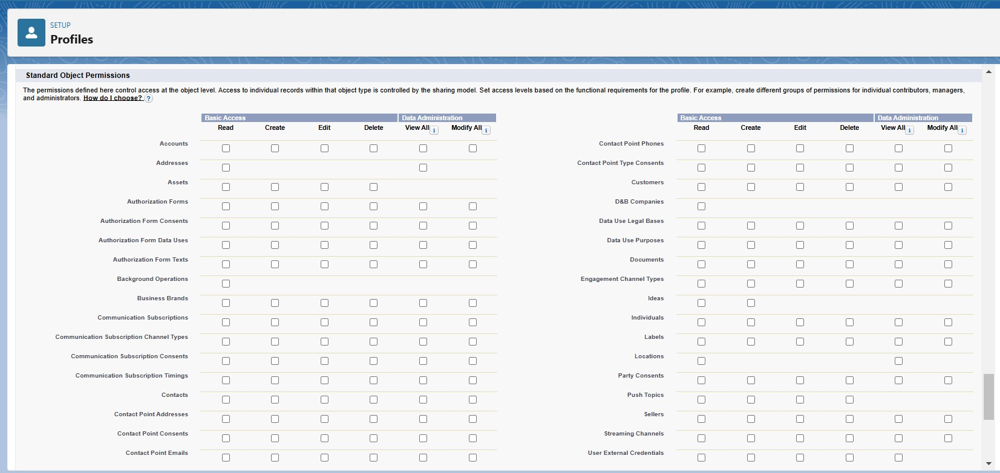 SETUP
Profiles
Standard Object Permissions
The permissions defined here control access at the object level. Access to individual records within that object type is controlled by the sharing model. Set access levels based on the functional requirements for the profile. For example, create different groups of permissions for individual contributors, managers,
and administrators. How do I choose? ?
Basic Access Data Administration
Read Create Edit Delete View All i Modify All i
Accounts
Addresses
Assets
Authorization Forms
Authorization Form Consents
Authorization Form Data Uses
Authorization Form Texts
Background Operations
Business Brands
Communication Subscriptions
Communication Subscription Channel Types
Communication Subscription Consents
Communication Subscription Timings
Contacts
Contact Point Addresses
Contact Point Consents
Contact Point Emails
Basic Access Data Administration
Read Create Edit Delete View All i Modify All i
Contact Point Phones
Contact Point Type Consents
Customers
D&B Companies
Data Use Legal Bases
Data Use Purposes
Documents
Engagement Channel Types
Ideas
Individuals
Labels
Locations
Party Consents
Push Topics
Sellers
Streaming Channels
User External Credentials